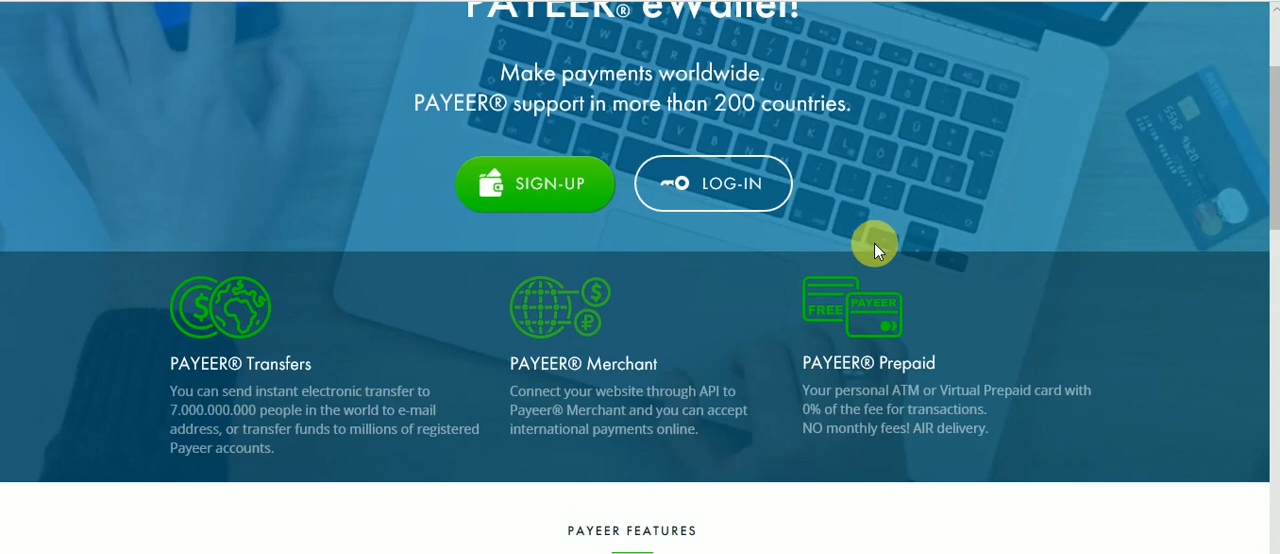 PAYEER® eWallet!
Make payments worldwide.
PAYEER® support in more than 200 countries.
SIGN-UP
LOG-IN
$
$
₽
FREE
PAYEER
PAYEER® Transfers
You can send instant electronic transfer to
7.000.000.000 people in the world to e-mail
address, or transfer funds to millions of registered
Payeer accounts.
PAYEER® Merchant
Connect your website through API to
Payeer® Merchant and you can accept
international payments online.
PAYEER® Prepaid
Your personal ATM or Virtual Prepaid card with
0% of the fee for transactions.
NO monthly fees! AIR delivery.
PAYEER FEATURES